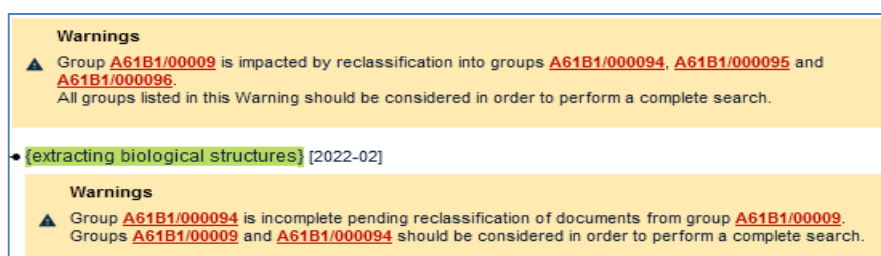 Warnings
Group A61B1/00009 is impacted by reclassification into groups A61B1/000094, A61B1/000095 and
A61B1/000096.
All groups listed in this Warning should be considered in order to perform a complete search.
{extracting biological structures} [2022-02]
Warnings
Group A61B1/000094 is incomplete pending reclassification of documents from group A61B1/00009.
Groups A61B1/00009 and A61B1/000094 should be considered in order to perform a complete search.